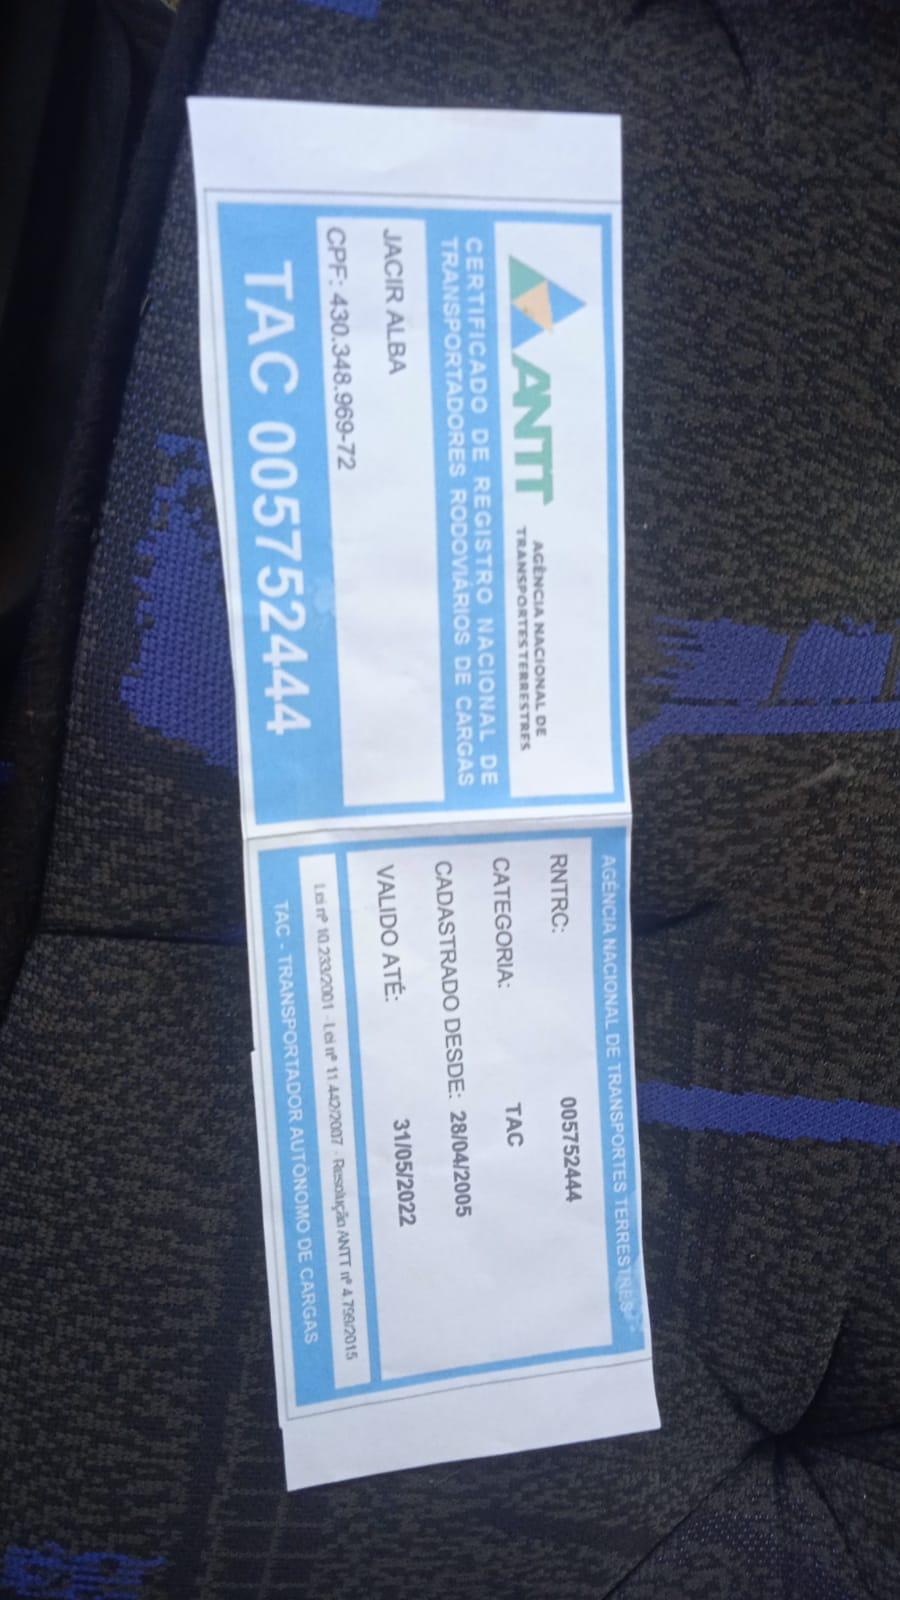 ANTT
AGÊNCIA NACIONAL DE
TRANSPORTES TERRESTRES
CERTIFICADO DE REGISTRO NACIONAL DE
TRANSPORTADORES RODOVIÁRIOS DE CARGAS
JACIR ALBA
CPF: 430.348.969-72
TAC 005752444
AGÊNCIA NACIONAL DE TRANSPORTES TERRESTRES
RNTRC: 005752444
CATEGORIA: TAC
CADASTRADO DESDE: 28/04/2005
VALIDO ATÉ: 31/05/2022
Lei nº 10.233/2001 - Lei nº 11.442/2007 - Resolução ANTT nº 4.799/2015
TAC - TRANSPORTADOR AUTÔNOMO DE CARGAS